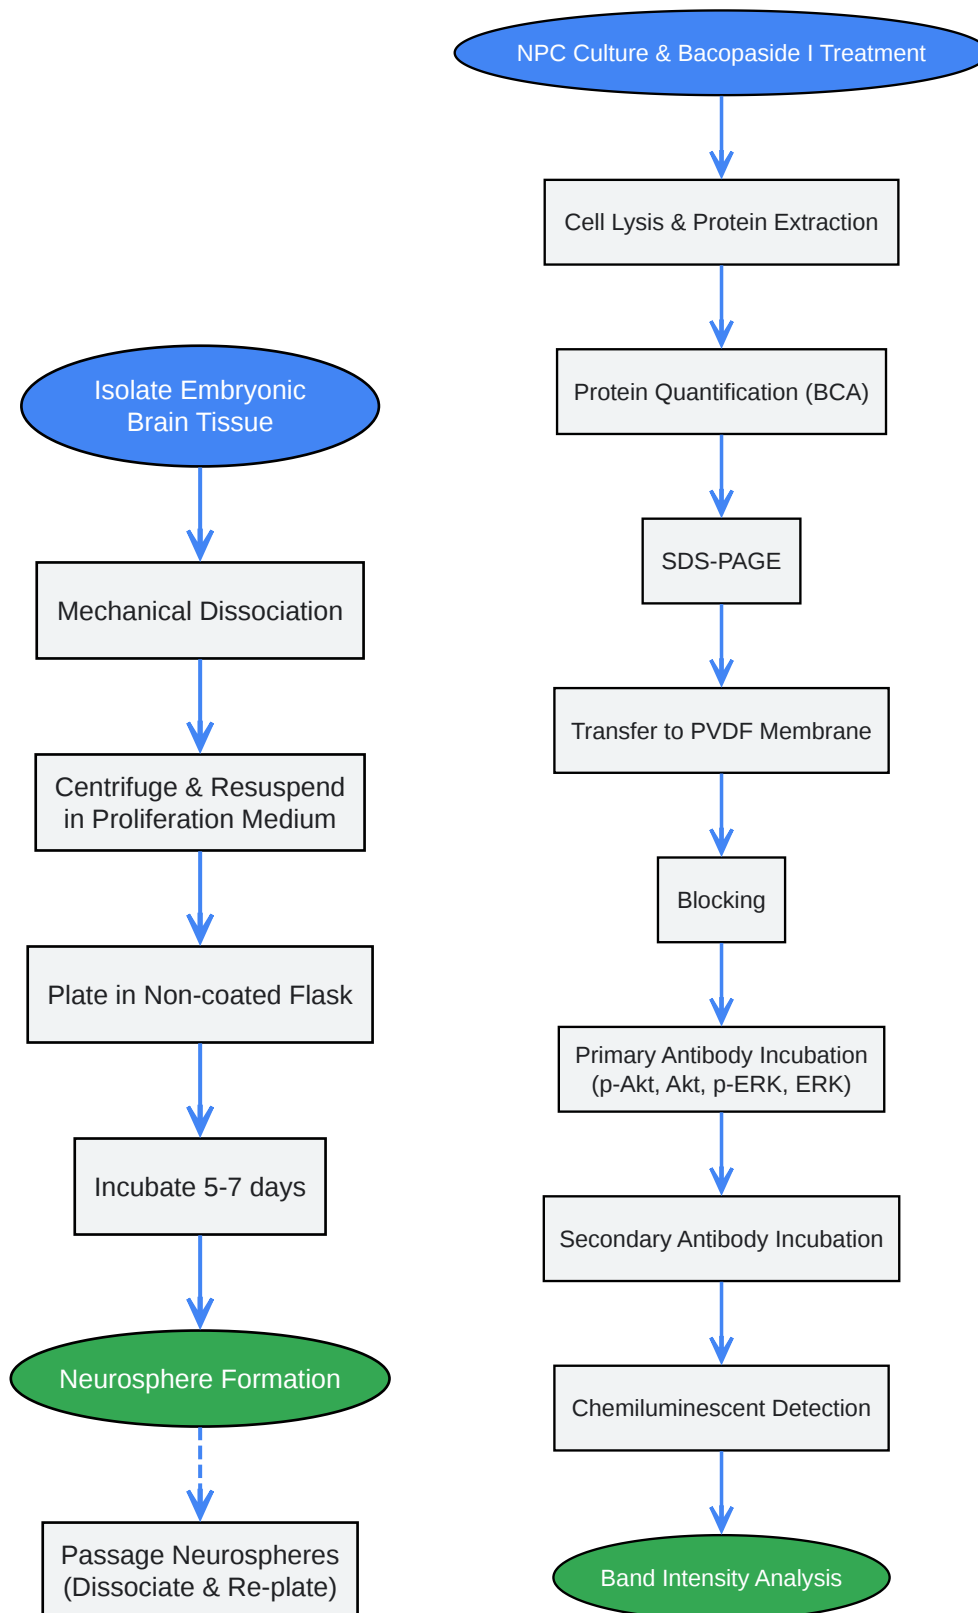 Isolate Embryonic
Brain Tissue
Mechanical Dissociation
Centrifuge & Resuspend
in Proliferation Medium
Plate in Non-coated Flask
Incubate 5-7 days
Neurosphere Formation
Passage Neurospheres
(Dissociate & Re-plate)
NPC Culture & Bacopaside I Treatment
Cell Lysis & Protein Extraction
Protein Quantification (BCA)
SDS-PAGE
Transfer to PVDF Membrane
Blocking
Primary Antibody Incubation
(p-Akt, Akt, p-ERK, ERK)
Secondary Antibody Incubation
Chemiluminescent Detection
Band Intensity Analysis